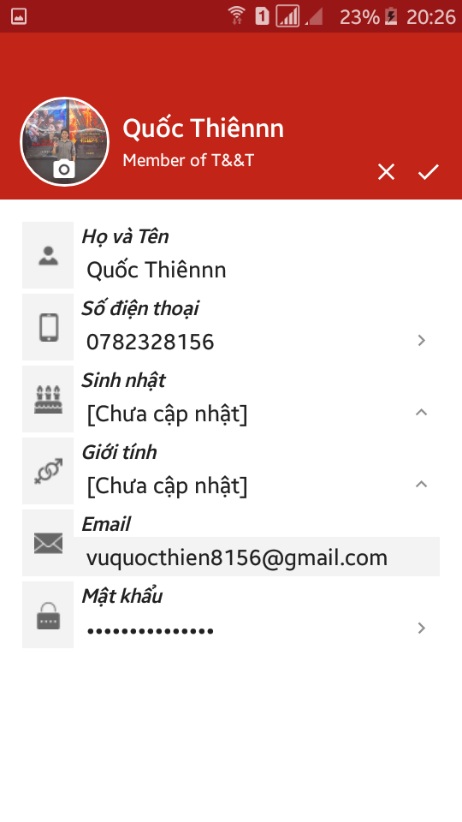 1
23%
20:26
Quốc Thiênnn
Member of T&&T
Họ và Tên
Quốc Thiênnn
Số điện thoại
0782328156
Sinh nhật
[Chưa cập nhật]
Giới tính
[Chưa cập nhật]
Email
vuquocthien8156@gmail.com
Mật khẩu
•••••••••••••••